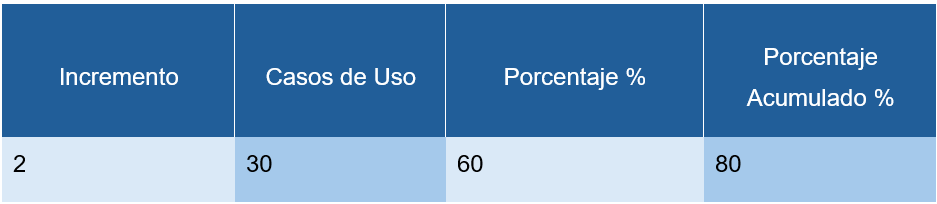 Incremento Casos de Uso Porcentaje % Porcentaje
Acumulado %
2 30 60 80